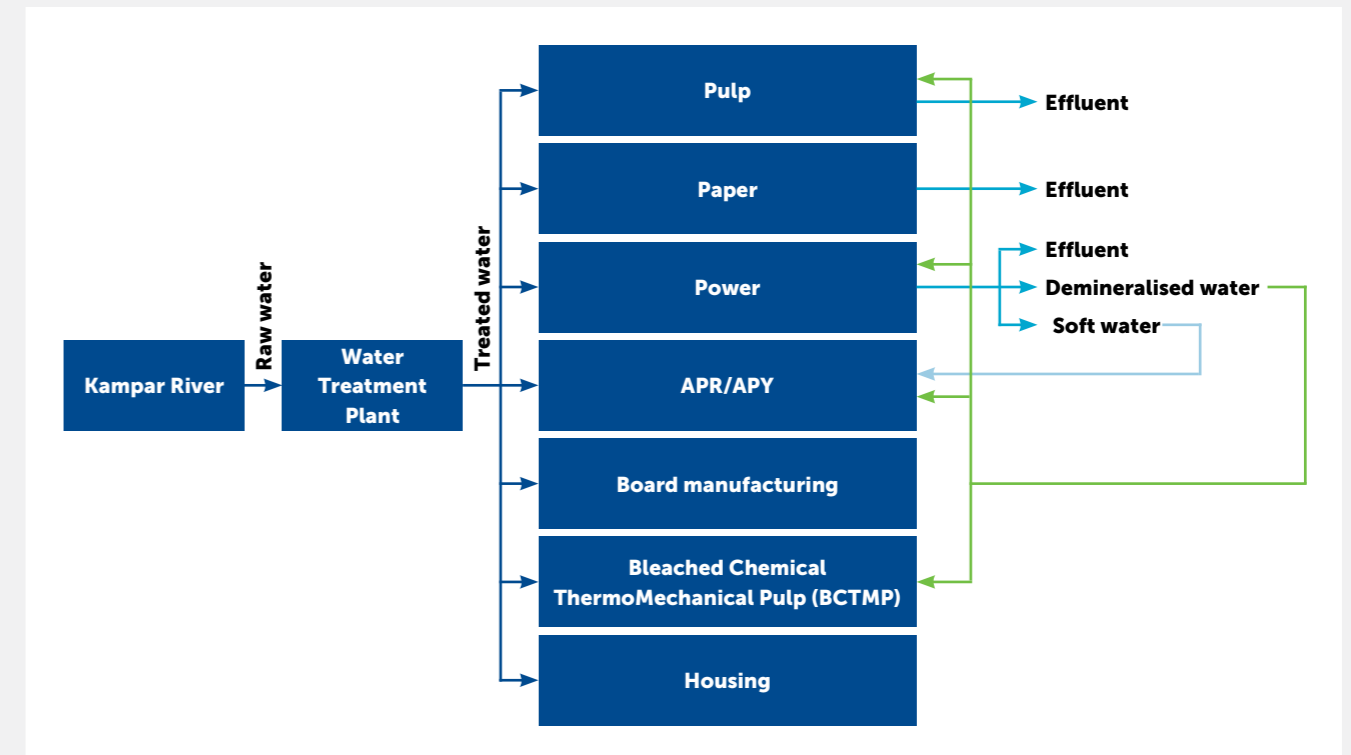 Kampar River
Raw water
Water
Treatment
Plant
Treated water
Pulp
Effluent
Paper
Effluent
Power
Effluent
Demineralised water
Soft water
APR/APY
Board manufacturing
Bleached Chemical
ThermoMechanical Pulp (BCTMP)
Housing